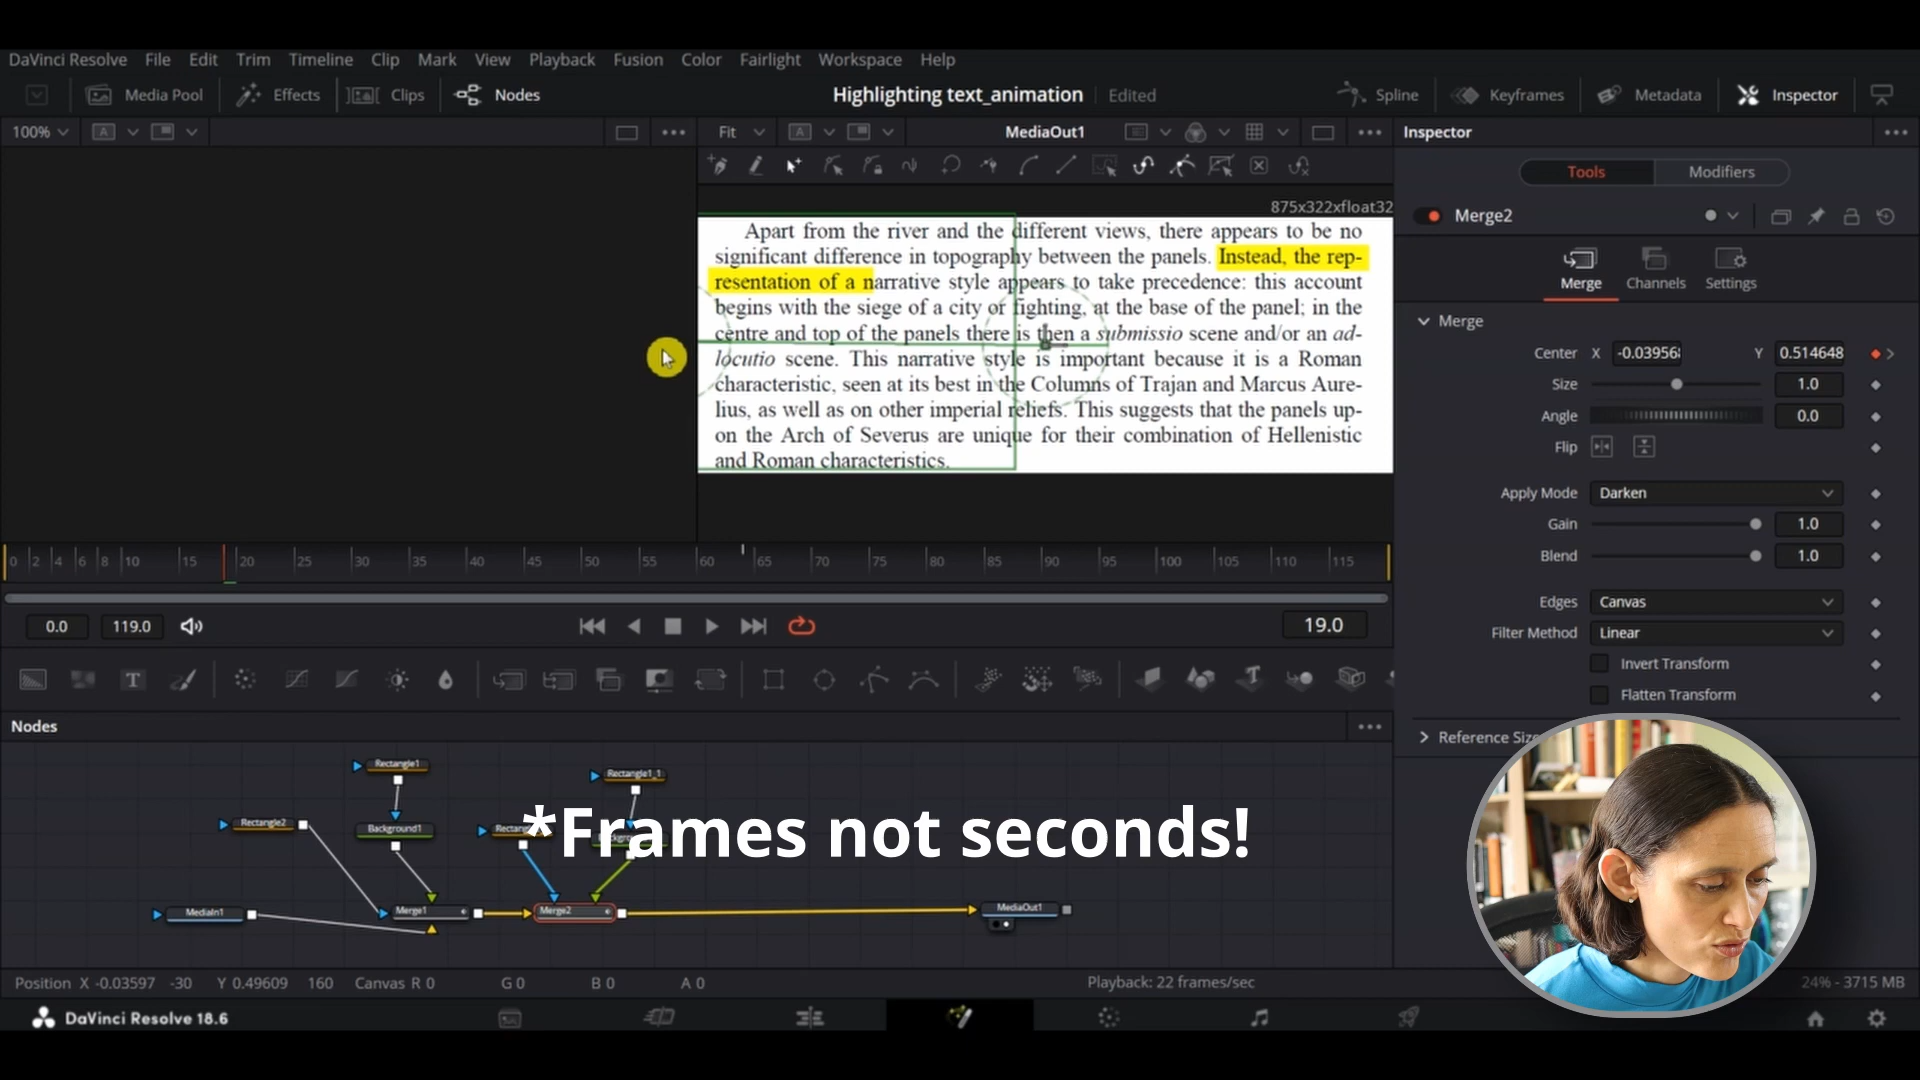 DaVinci Resolve File Edit Trim Timeline Clip Mark View Playback Fusion Color Fairlight Workspace Help
Media Pool Effects Clips Nodes Highlighting text_animation Edited Spline Keyframes Metadata Inspector
100% A Fit A MediaOut1 Inspector
Tools Modifiers
875x322xfloat32
Merge2
Apart from the river and the different views, there appears to be no
significant difference in topography between the panels. Instead, the rep-
resentation of a narrative style appears to take precedence: this account
begins with the siege of a city or fighting, at the base of the panel; in the
centre and top of the panels there is then a submissio scene and/or an ad-
locutio scene. This narrative style is important because it is a Roman
characteristic, seen at its best in the Columns of Trajan and Marcus Aure-
lius, as well as on other imperial reliefs. This suggests that the panels up-
on the Arch of Severus are unique for their combination of Hellenistic
and Roman characteristics.
Merge Channels Settings
Merge
Center X -0.03956 Y 0.514648
Size 1.0
Angle 0.0
Flip
Apply Mode Darken
Gain 1.0
Blend 1.0
Edges Canvas
Filter Method Linear
Invert Transform
Flatten Transform
Reference Size
0 2 4 6 8 10 15 20 25 30 35 40 45 50 55 60 65 70 75 80 85 90 95 100 105 110 115
0.0 119.0 19.0
T T
Nodes
Rectangle1 Rectangle1_1
Rectangle2 Background1
*Frames not seconds!
MediaIn1 Merge1 Merge2 MediaOut1
Position X -0.03597 -30 Y 0.49609 160 Canvas R 0 G 0 B 0 A 0 Playback: 22 frames/sec 24% - 3715 MB
DaVinci Resolve 18.6